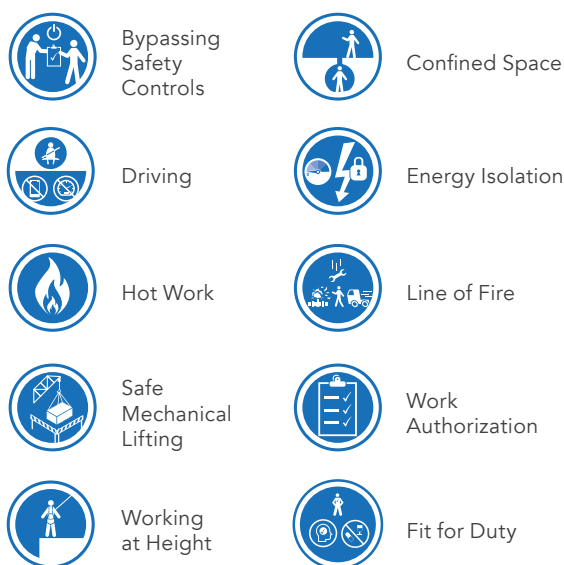 Bypassing
Safety
Controls
Confined Space
Driving
Energy Isolation
Hot Work
Line of Fire
Safe
Mechanical
Lifting
Work
Authorization
Working
at Height
Fit for Duty